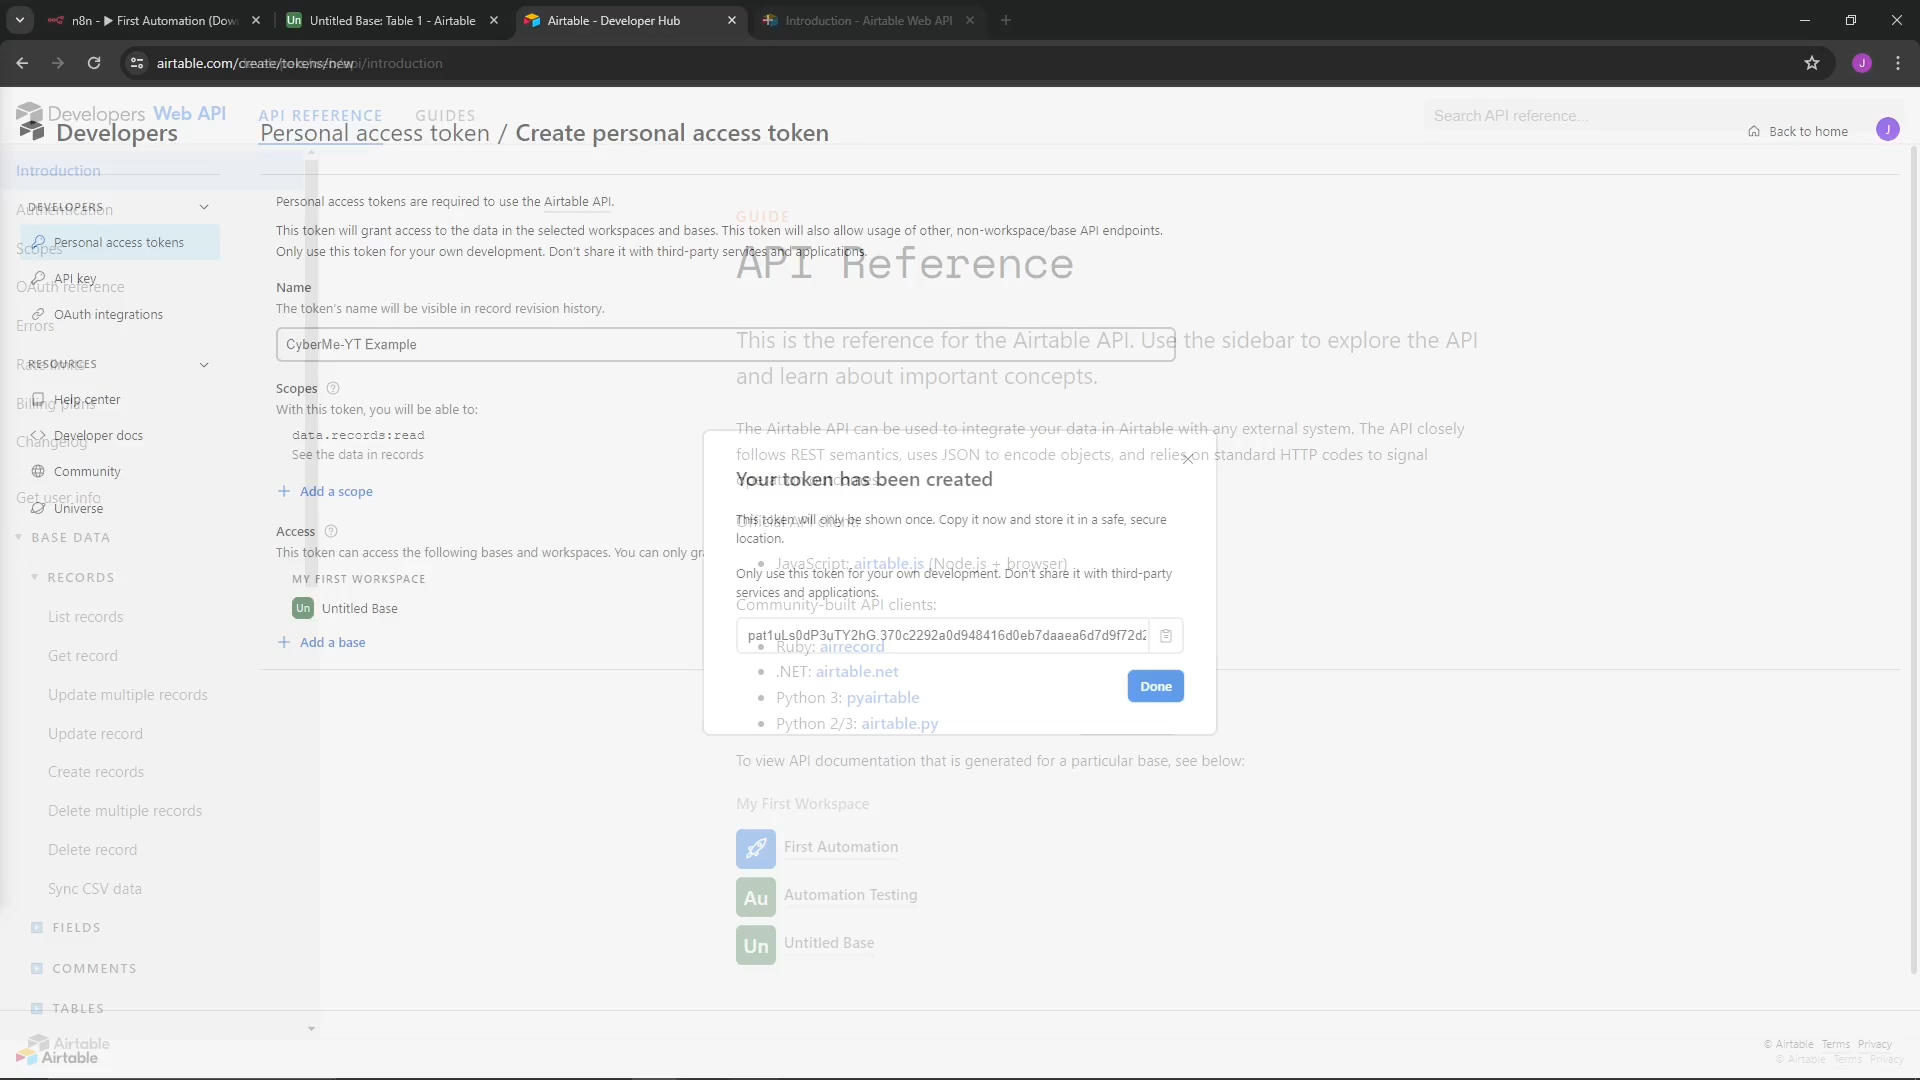 n8n - ▶ First Automation (Dow
Untitled Base: Table 1 - Airtable
Airtable - Developer Hub
Introduction - Airtable Web API
airtable.com/create/tokens/new
Developers Web API
API REFERENCE
GUIDES
Search API reference...
Developers
Personal access token / Create personal access token
Back to home
J
Introduction
Authentication
Scopes
OAuth reference
Errors
Rate limits
Billing plans
Changelog
Get user info
BASE DATA
RECORDS
List records
Get record
Update multiple records
Update record
Create records
Delete multiple records
Delete record
Sync CSV data
FIELDS
COMMENTS
TABLES
DEVELOPERS
Personal access tokens
API key
OAuth integrations
RESOURCES
Help center
Developer docs
Community
Universe
Personal access tokens are required to use the Airtable API.
This token will grant access to the data in the selected workspaces and bases. This token will also allow usage of other, non-workspace/base API endpoints.
Only use this token for your own development. Don't share it with third-party services and applications.
Name
The token's name will be visible in record revision history.
CyberMe-YT Example
Scopes
With this token, you will be able to:
data.records:read
See the data in records
+ Add a scope
Access
This token can access the following bases and workspaces. You can only gr
MY FIRST WORKSPACE
Un Untitled Base
+ Add a base
GUIDE
API Reference
This is the reference for the Airtable API. Use the sidebar to explore the API
and learn about important concepts.
The Airtable API can be used to integrate your data in Airtable with any external system. The API closely
follows REST semantics, uses JSON to encode objects, and relies on standard HTTP codes to signal
operation outcomes.
Official API client:
JavaScript: airtable.js (Node.js + browser)
Community-built API clients:
Ruby: airrecord
.NET: airtable.net
Python 3: pyairtable
Python 2/3: airtable.py
Your token has been created
This token will only be shown once. Copy it now and store it in a safe, secure
location.
Only use this token for your own development. Don't share it with third-party
services and applications.
pat1uLs0dP3uTY2hG.370c2292a0d948416d0eb7daaea6d7d9f72d2
Done
To view API documentation that is generated for a particular base, see below:
My First Workspace
First Automation
Au Automation Testing
Un Untitled Base
Airtable
Airtable
© Airtable Terms Privacy
© Airtable Terms Privacy